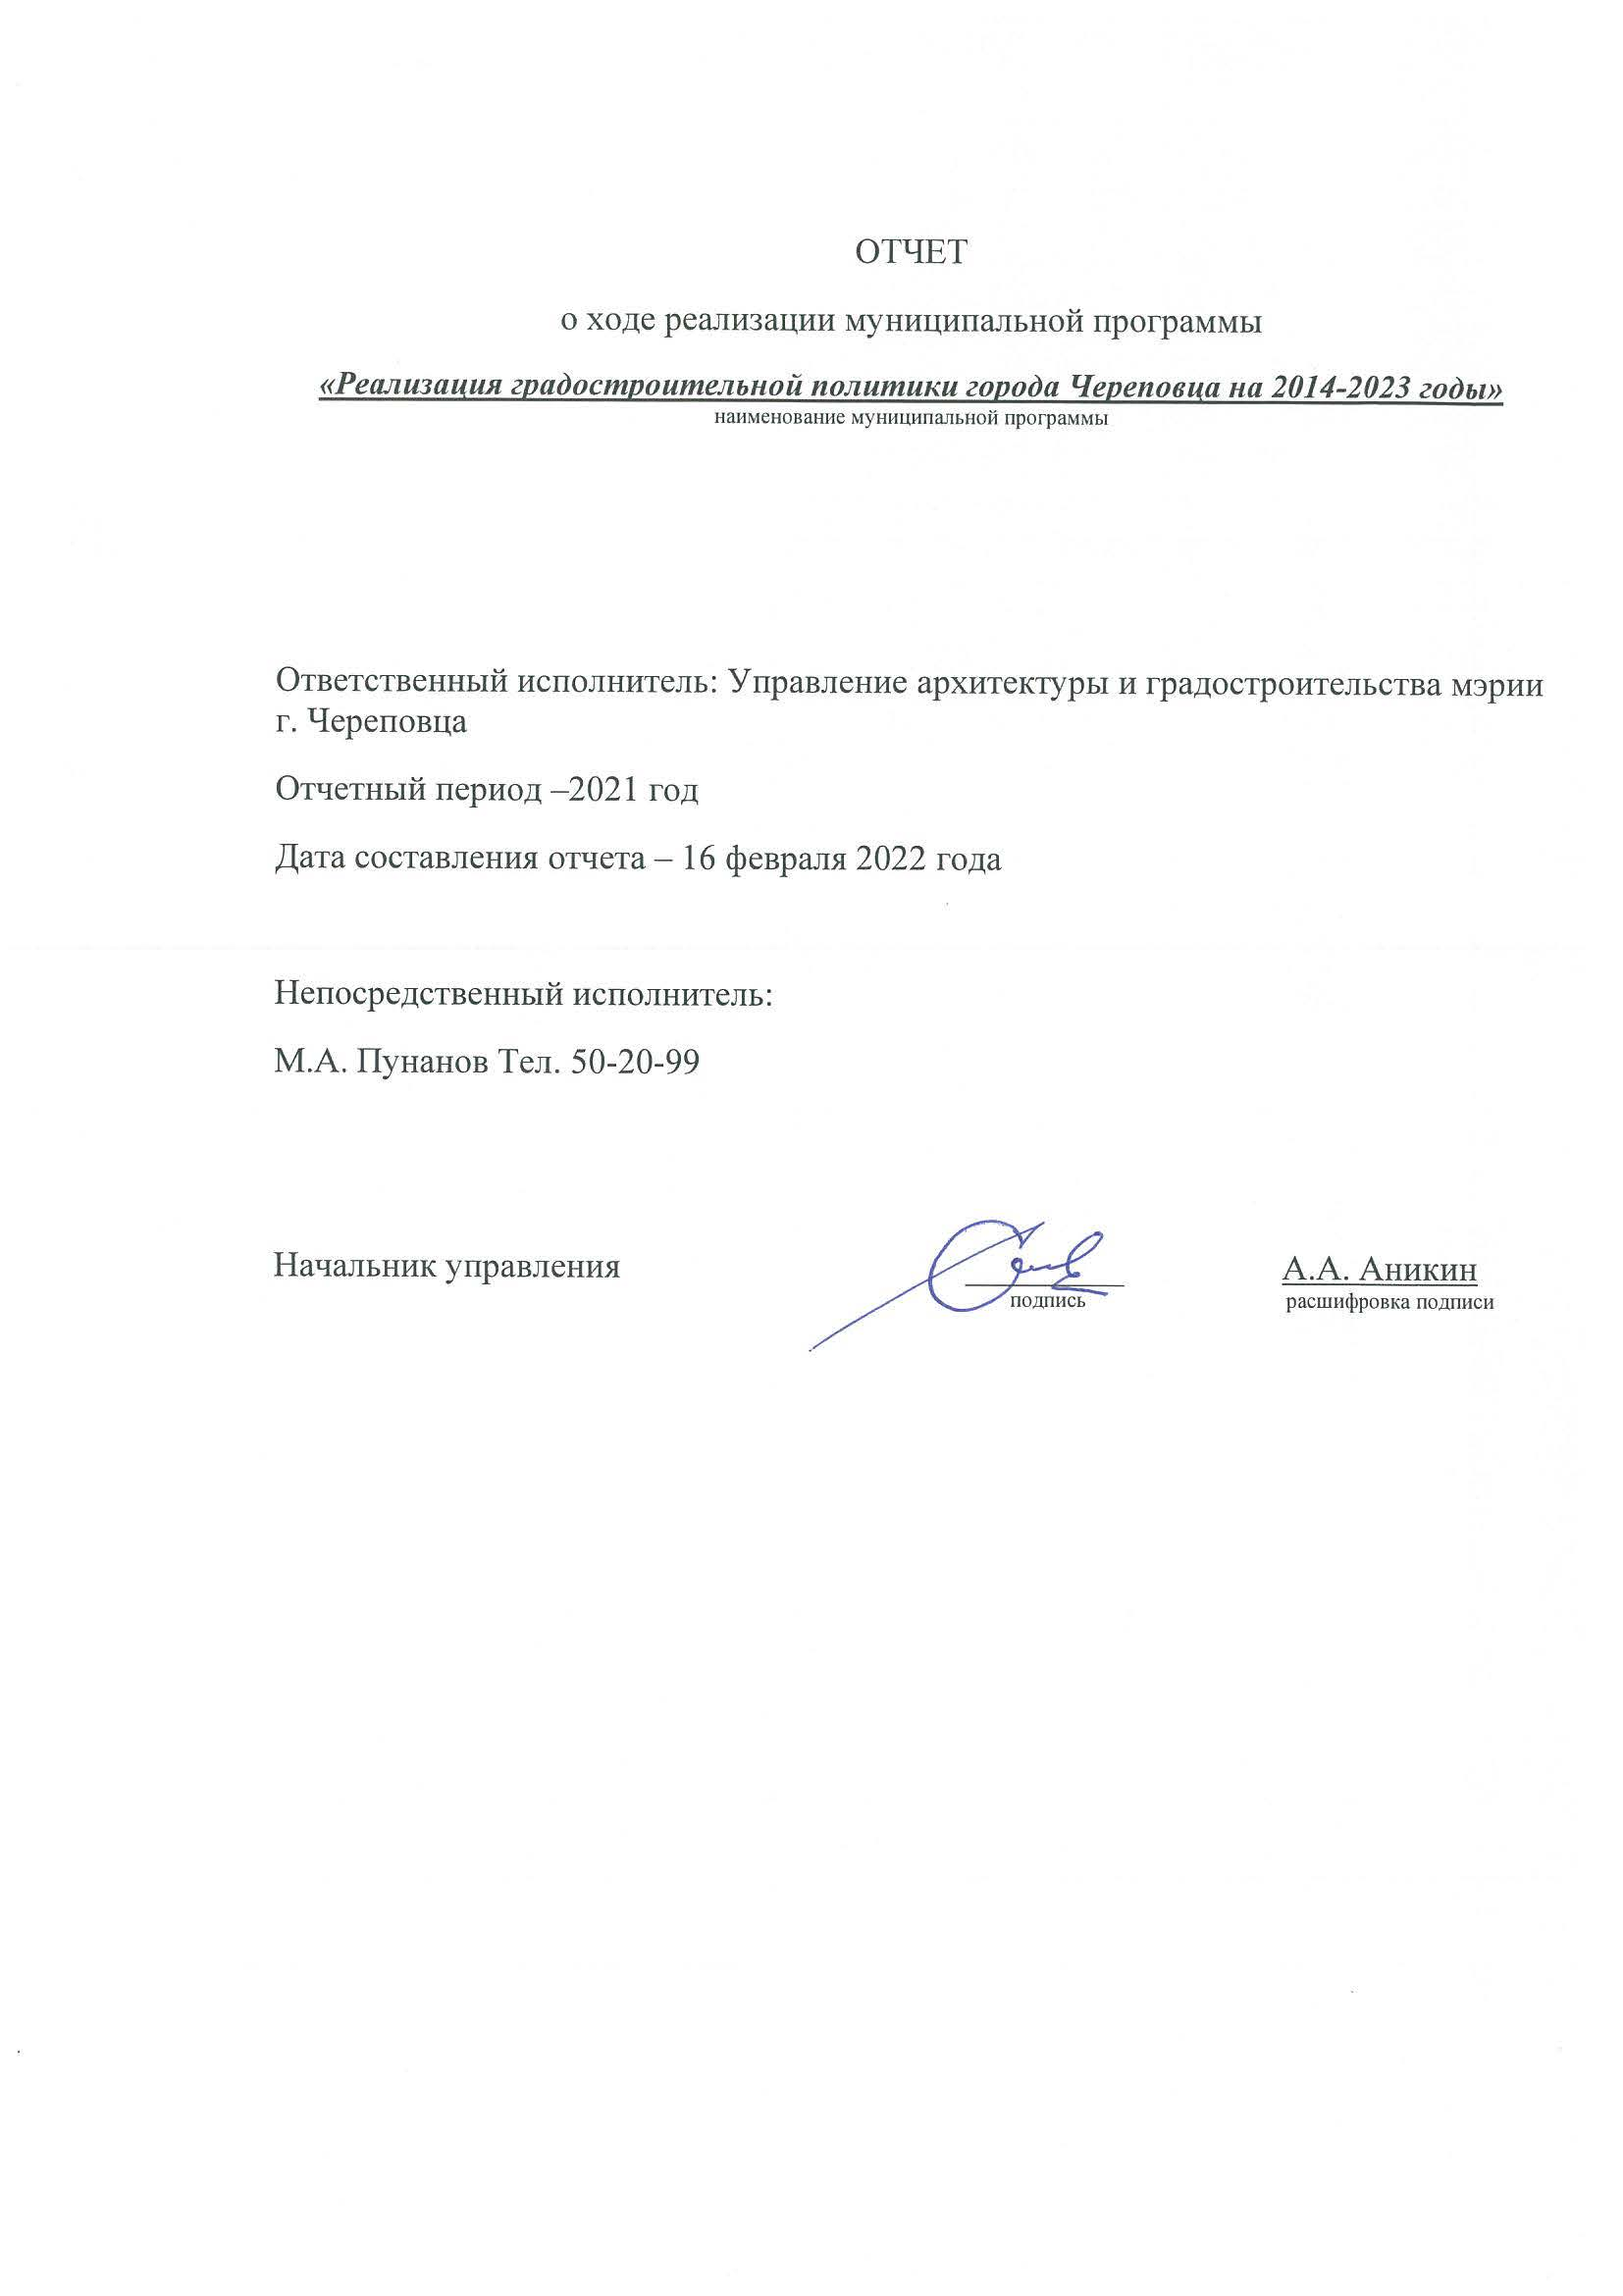 ОТЧЕТ
о ходе реализации муниципальной программы
«Реализация градостроительной политики города Череповца на 2014-2023 годы»
наименование муниципальной программы
Ответственный исполнитель: Управление архитектуры и градостроительства мэрии
г. Череповца
Отчетный период –2021 год
Дата составления отчета – 16 февраля 2022 года
Непосредственный исполнитель:
М.А. Пунанов Тел. 50-20-99
Начальник управления
А.А. Аникин
подпись
расшифровка подписи